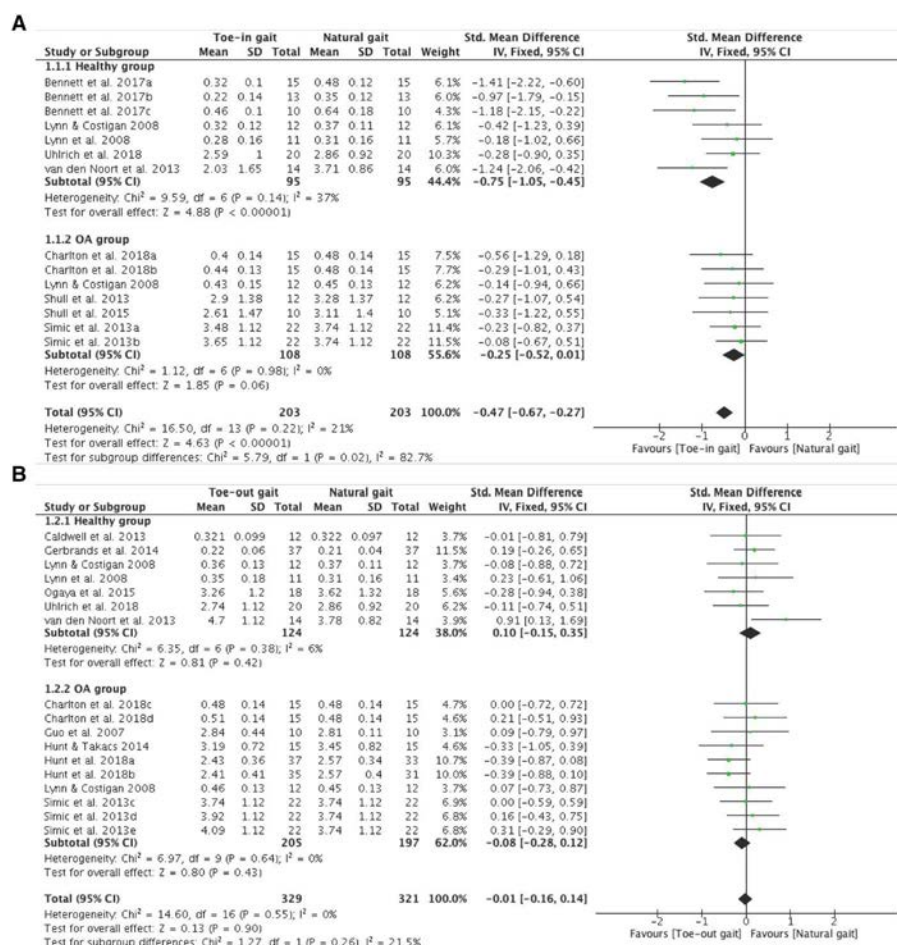 A
Toe-in gait Natural gait Std. Mean Difference Std. Mean Difference
Study or Subgroup Mean SD Total Mean SD Total Weight IV, Fixed, 95% CI IV, Fixed, 95% CI
1.1.1 Healthy group
Bennett et al. 2017a 0.32 0.1 15 0.48 0.12 15 6.1% -1.41 [-2.22, -0.60]
Bennett et al. 2017b 0.22 0.14 13 0.35 0.12 13 6.0% -0.97 [-1.79, -0.15]
Bennett et al. 2017c 0.46 0.1 10 0.64 0.18 10 4.3% -1.18 [-2.15, -0.22]
Lynn & Costigan 2008 0.32 0.12 12 0.37 0.11 12 6.1% -0.42 [-1.23, 0.39]
Lynn et al. 2008 0.28 0.16 11 0.31 0.16 11 5.7% -0.18 [-1.02, 0.66]
Uhlrich et al. 2018 2.59 1 20 2.86 0.92 20 10.3% -0.28 [-0.90, 0.35]
van den Noort et al. 2013 2.03 1.65 14 3.71 0.86 14 6.0% -1.24 [-2.06, -0.42]
Subtotal (95% CI) 95 95 44.4% -0.75 [-1.05, -0.45]
Heterogeneity: Chi² = 9.59, df = 6 (P = 0.14); I² = 37%
Test for overall effect: Z = 4.88 (P < 0.00001)
1.1.2 OA group
Charlton et al. 2018a 0.4 0.14 15 0.48 0.14 15 7.5% -0.56 [-1.29, 0.18]
Charlton et al. 2018b 0.44 0.13 15 0.48 0.14 15 7.7% -0.29 [-1.01, 0.43]
Lynn & Costigan 2008 0.43 0.15 12 0.45 0.13 12 6.2% -0.14 [-0.94, 0.66]
Shull et al. 2013 2.9 1.38 12 3.28 1.37 12 6.2% -0.27 [-1.07, 0.54]
Shull et al. 2015 2.61 1.47 10 3.11 1.4 10 5.1% -0.33 [-1.22, 0.55]
Simic et al. 2013a 3.48 1.12 22 3.74 1.12 22 11.4% -0.23 [-0.82, 0.37]
Simic et al. 2013b 3.65 1.12 22 3.74 1.12 22 11.5% -0.08 [-0.67, 0.51]
Subtotal (95% CI) 108 108 55.6% -0.25 [-0.52, 0.01]
Heterogeneity: Chi² = 1.12, df = 6 (P = 0.98); I² = 0%
Test for overall effect: Z = 1.85 (P = 0.06)
Total (95% CI) 203 203 100.0% -0.47 [-0.67, -0.27]
Heterogeneity: Chi² = 16.50, df = 13 (P = 0.22); I² = 21%
Test for overall effect: Z = 4.63 (P < 0.00001)
Test for subgroup differences: Chi² = 5.79, df = 1 (P = 0.02), I² = 82.7%
-2 -1 0 1 2
Favours [Toe-in gait] Favours [Natural gait]
B
Toe-out gait Natural gait Std. Mean Difference Std. Mean Difference
Study or Subgroup Mean SD Total Mean SD Total Weight IV, Fixed, 95% CI IV, Fixed, 95% CI
1.2.1 Healthy group
Caldwell et al. 2013 0.321 0.099 12 0.322 0.097 12 3.7% -0.01 [-0.81, 0.79]
Gerbrands et al. 2014 0.22 0.06 37 0.21 0.04 37 11.5% 0.19 [-0.26, 0.65]
Lynn & Costigan 2008 0.36 0.13 12 0.37 0.11 12 3.7% -0.08 [-0.88, 0.72]
Lynn et al. 2008 0.35 0.18 11 0.31 0.16 11 3.4% 0.23 [-0.61, 1.06]
Ogaya et al. 2015 3.26 1.2 18 3.62 1.32 18 5.6% -0.28 [-0.94, 0.38]
Uhlrich et al. 2018 2.74 1.12 20 2.86 0.92 20 6.2% -0.11 [-0.74, 0.51]
van den Noort et al. 2013 4.7 1.12 14 3.78 0.82 14 3.9% 0.91 [0.13, 1.69]
Subtotal (95% CI) 124 124 38.0% 0.10 [-0.15, 0.35]
Heterogeneity: Chi² = 6.35, df = 6 (P = 0.38); I² = 6%
Test for overall effect: Z = 0.81 (P = 0.42)
1.2.2 OA group
Charlton et al. 2018c 0.48 0.14 15 0.48 0.14 15 4.7% 0.00 [-0.72, 0.72]
Charlton et al. 2018d 0.51 0.14 15 0.48 0.14 15 4.6% 0.21 [-0.51, 0.93]
Guo et al. 2007 2.84 0.44 10 2.81 0.11 10 3.1% 0.09 [-0.79, 0.97]
Hunt & Takacs 2014 3.19 0.72 15 3.45 0.82 15 4.6% -0.33 [-1.05, 0.39]
Hunt et al. 2018a 2.43 0.36 37 2.57 0.34 33 10.7% -0.39 [-0.87, 0.08]
Hunt et al. 2018b 2.41 0.41 35 2.57 0.4 31 10.0% -0.39 [-0.88, 0.10]
Lynn & Costigan 2008 0.46 0.13 12 0.45 0.13 12 3.7% 0.07 [-0.73, 0.87]
Simic et al. 2013c 3.74 1.12 22 3.74 1.12 22 6.9% 0.00 [-0.59, 0.59]
Simic et al. 2013d 3.92 1.12 22 3.74 1.12 22 6.8% 0.16 [-0.43, 0.75]
Simic et al. 2013e 4.09 1.12 22 3.74 1.12 22 6.8% 0.31 [-0.29, 0.90]
Subtotal (95% CI) 205 197 62.0% -0.08 [-0.28, 0.12]
Heterogeneity: Chi² = 6.97, df = 9 (P = 0.64); I² = 0%
Test for overall effect: Z = 0.80 (P = 0.43)
Total (95% CI) 329 321 100.0% -0.01 [-0.16, 0.14]
Heterogeneity: Chi² = 14.60, df = 16 (P = 0.55); I² = 0%
Test for overall effect: Z = 0.13 (P = 0.90)
Test for subgroup differences: Chi² = 1.27, df = 1 (P = 0.26), I² = 21.5%
-2 -1 0 1 2
Favours [Toe-out gait] Favours [Natural gait]